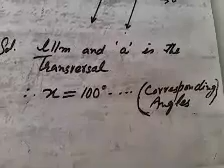 Sol. l||m and 'a' is the
Transversal
∴ x = 100° .... (Corresponding
Angles)